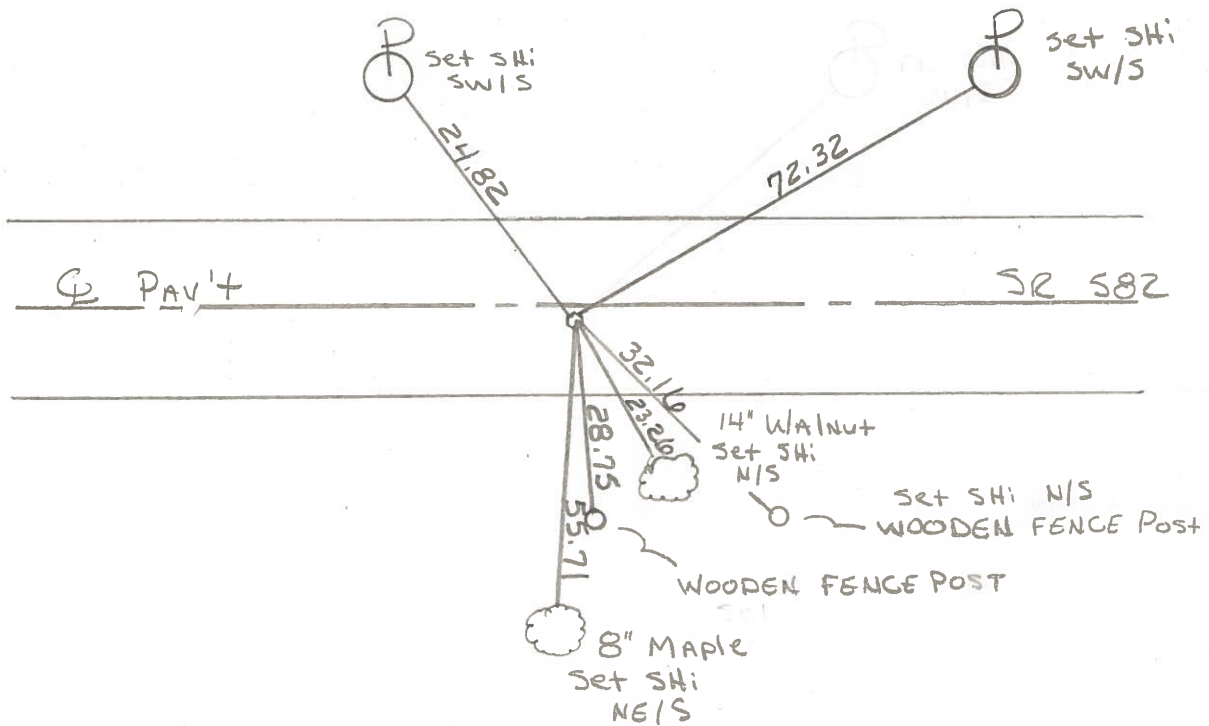 P
Set SHi
SW/S
P
Set SHi
SW/S
24.82
72.32
℄ PAV't
SR 582
32.16
23.26
28.75
55.71
14" WAlNut
Set SHi
N/S
Set SHi N/S
WOODEN FENCE Post
WOODEN FENCE POST
8" MAPle
Set SHi
NE/S